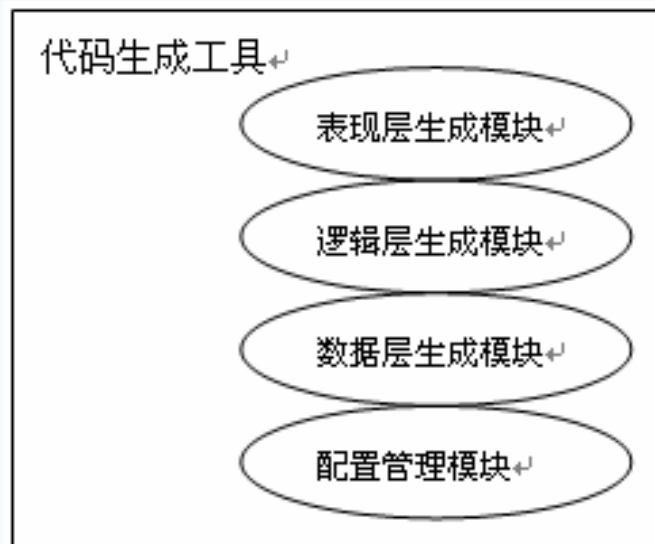 代码生成工具
表现层生成模块
逻辑层生成模块
数据层生成模块
配置管理模块